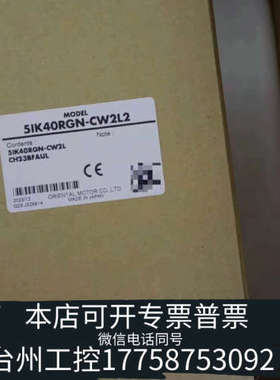 MODEL
5IK40RGN-CW2L2
Contents
5IK40RGN-CW2L
CH23BFAUL
CE
ORIENTAL MOTOR CO.,LTD.
MADE IN JAPAN
本店可开专票普票
微信电话同号
台州工控17758753092